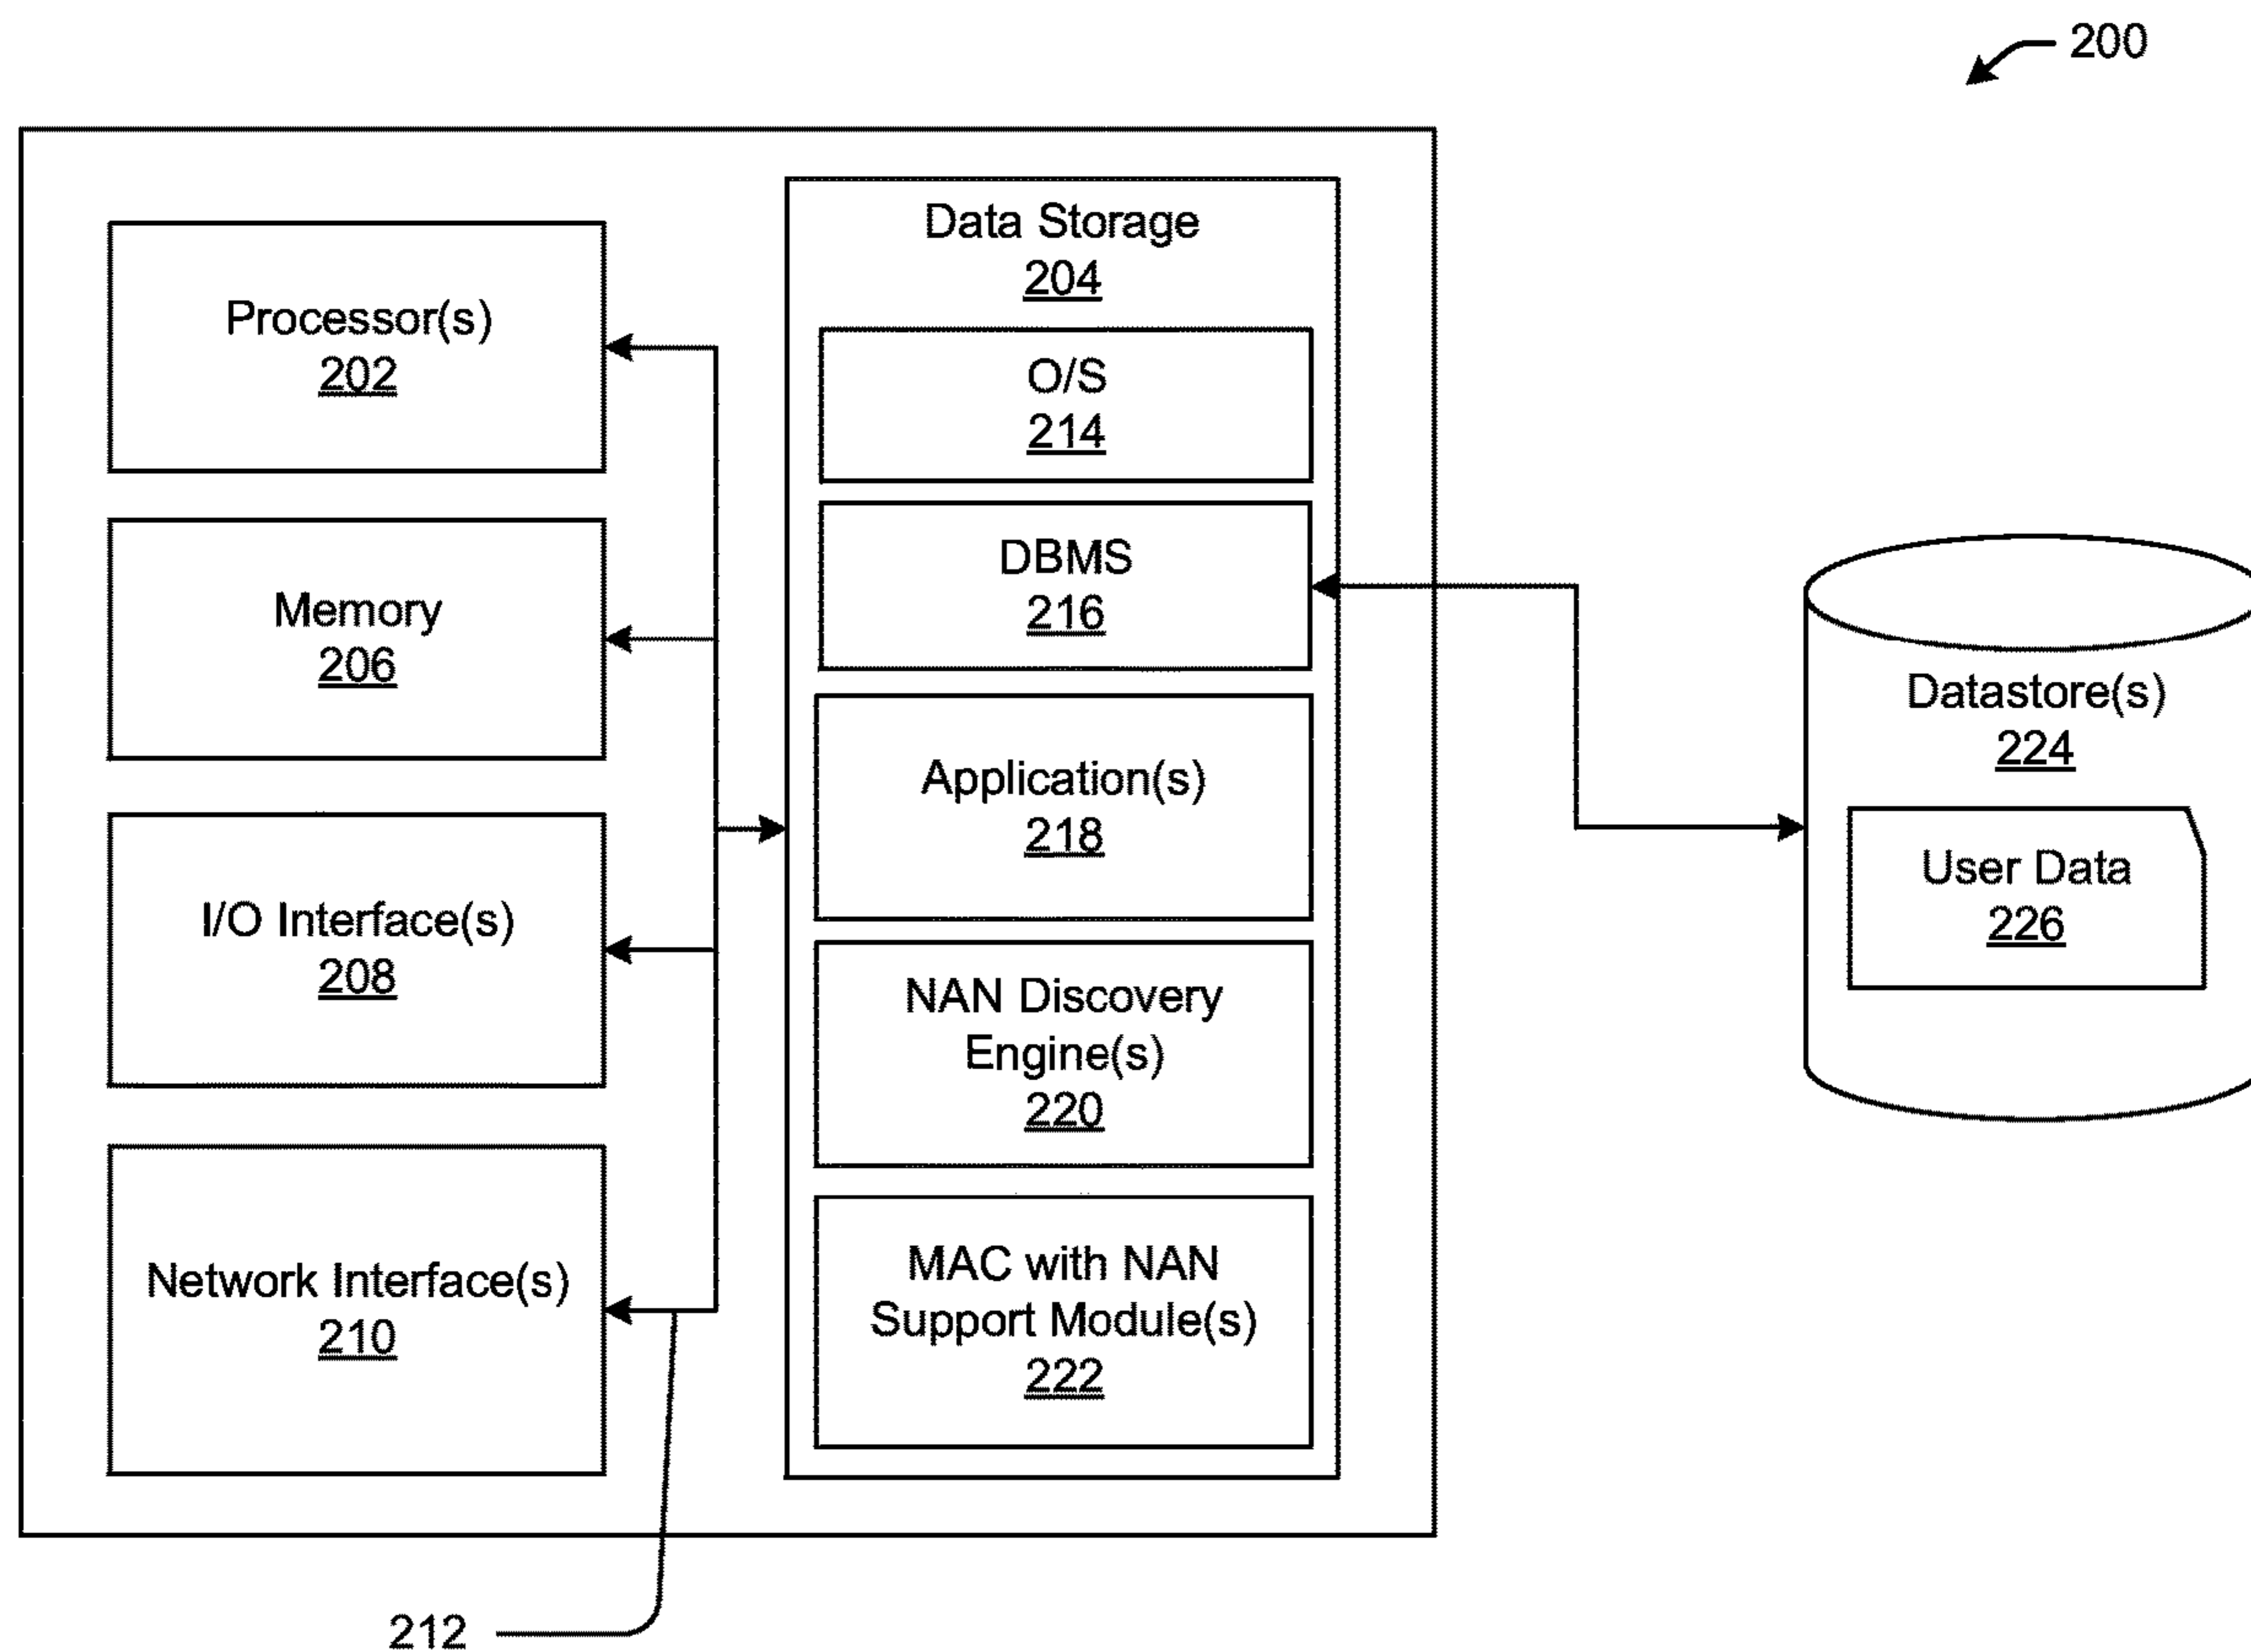 200
Processor(s)
202
Memory
206
I/O Interface(s)
208
Network Interface(s)
210
Data Storage
204
O/S
214
DBMS
216
Application(s)
218
NAN Discovery
Engine(s)
220
MAC with NAN
Support Module(s)
222
Datastore(s)
224
User Data
226
212